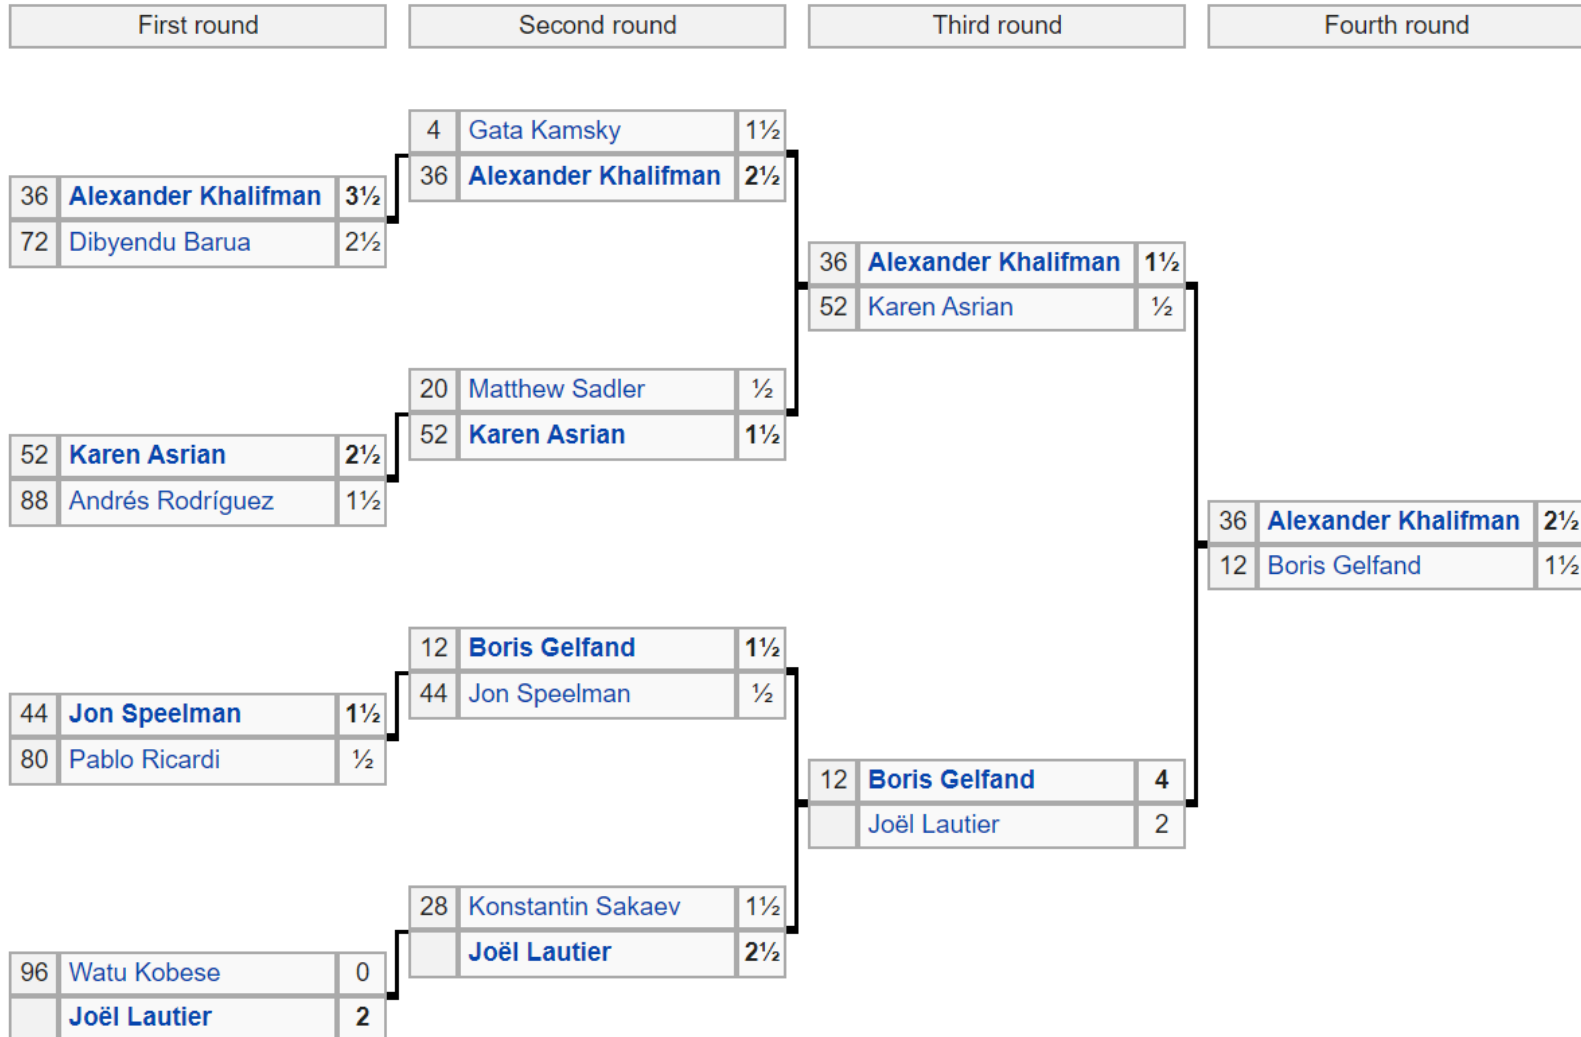 First round Second round Third round Fourth round
4 Gata Kamsky 1½
36 Alexander Khalifman 2½
36 Alexander Khalifman 3½
72 Dibyendu Barua 2½
36 Alexander Khalifman 1½
52 Karen Asrian ½
20 Matthew Sadler ½
52 Karen Asrian 1½
52 Karen Asrian 2½
88 Andrés Rodríguez 1½
36 Alexander Khalifman 2½
12 Boris Gelfand 1½
12 Boris Gelfand 1½
44 Jon Speelman ½
44 Jon Speelman 1½
80 Pablo Ricardi ½
12 Boris Gelfand 4
Joël Lautier 2
28 Konstantin Sakaev 1½
Joël Lautier 2½
96 Watu Kobese 0
Joël Lautier 2